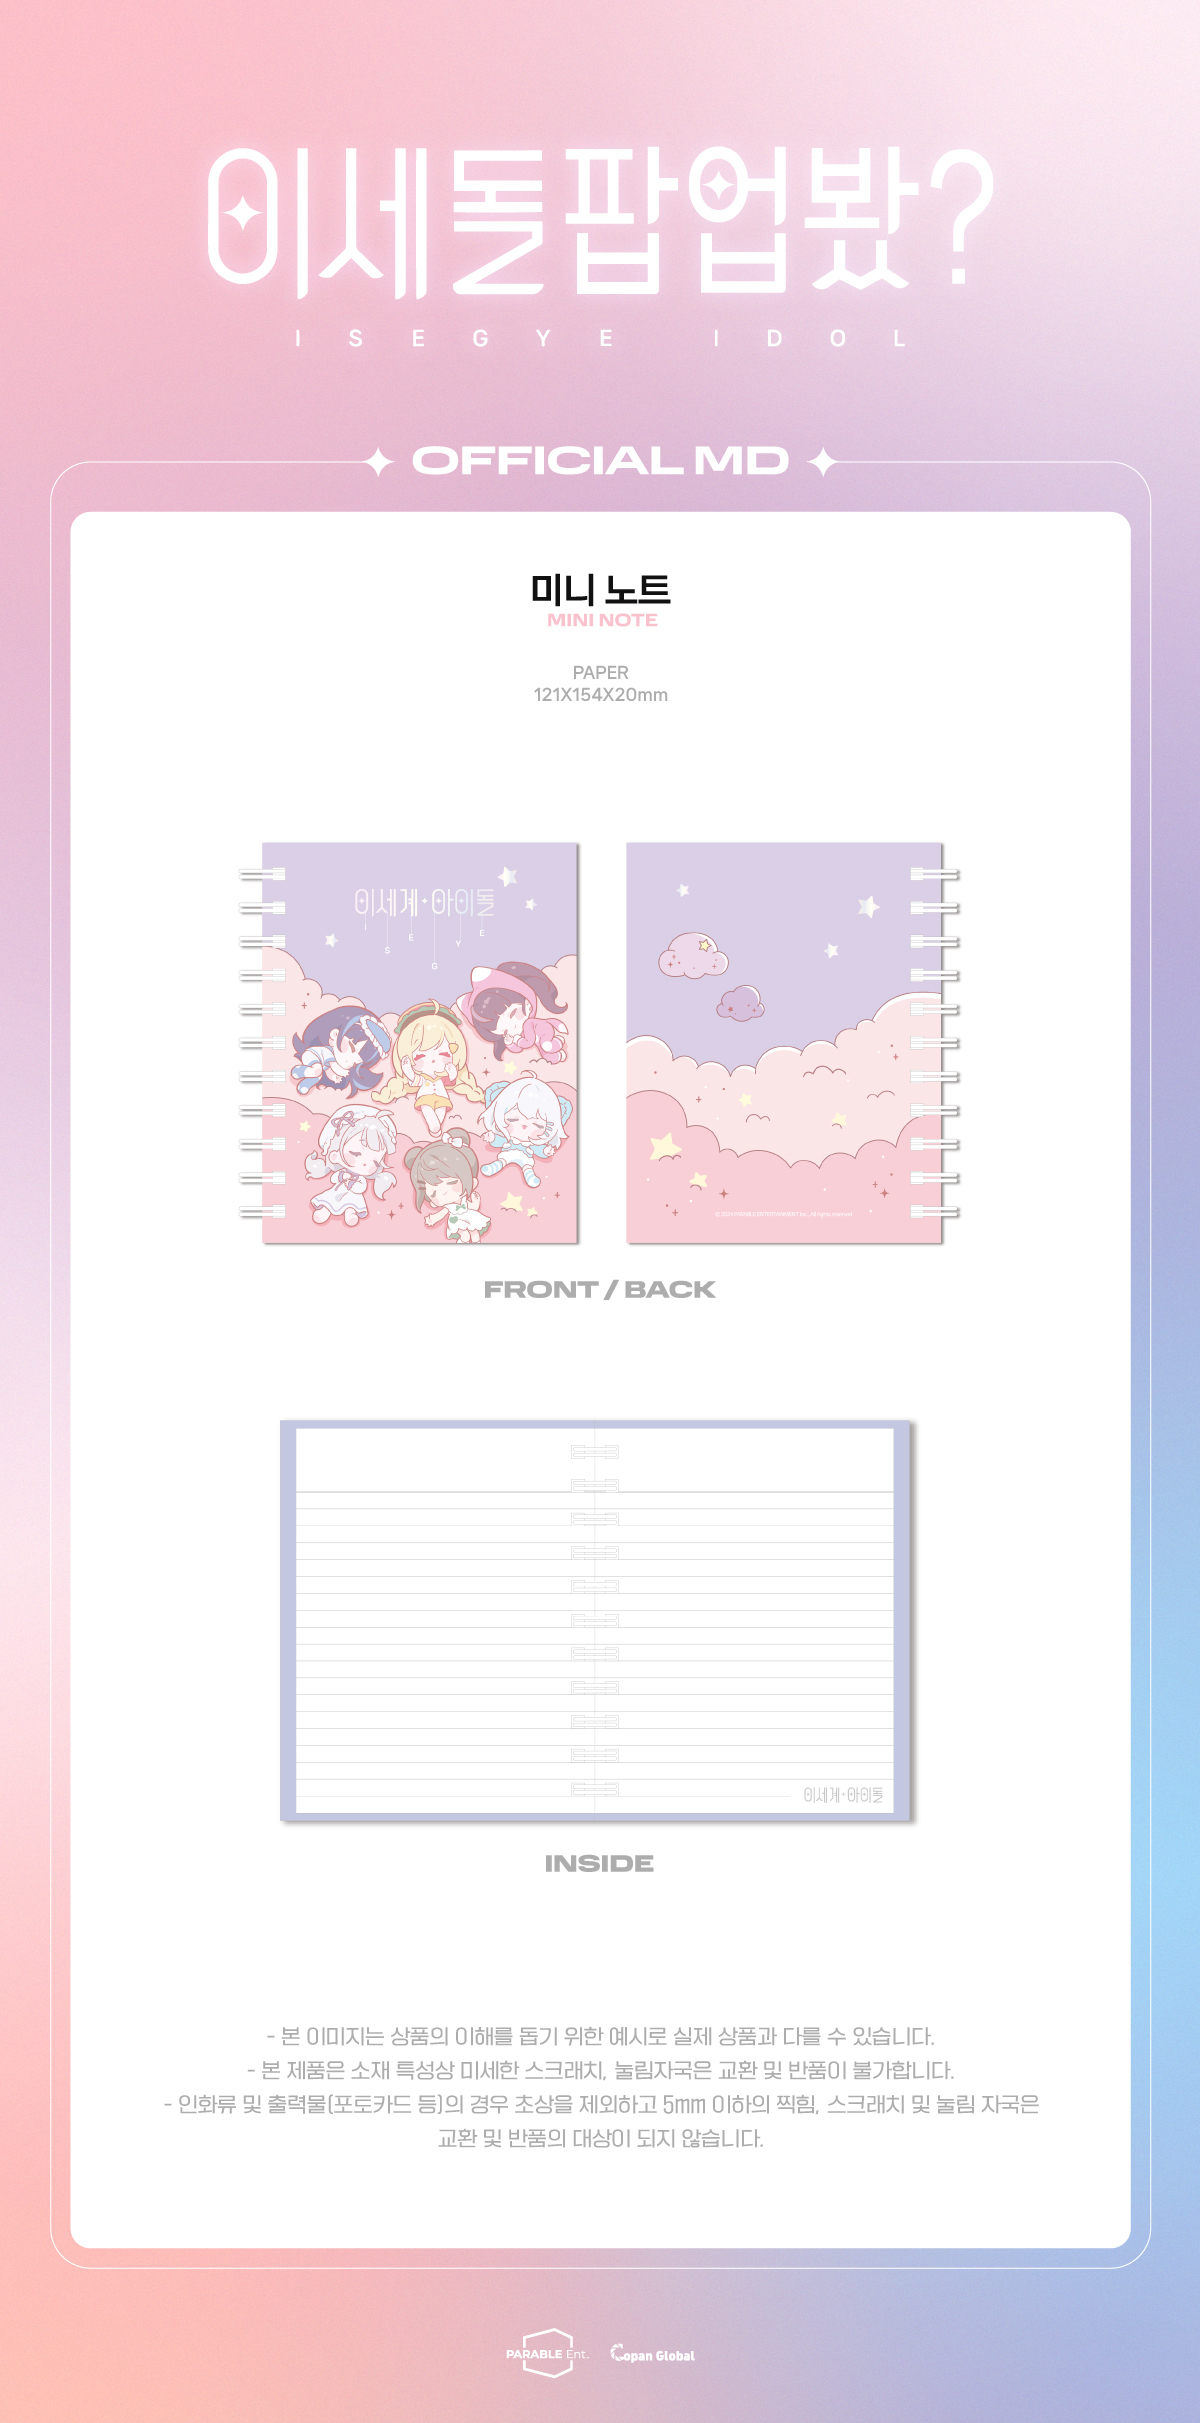 이세돌팝업봤?
ISEGYE IDOL
OFFICIAL MD
미니 노트
MINI NOTE
PAPER
121X154X20mm
이세계·아이돌
I S E G Y E
FRONT / BACK
이세계·아이돌
INSIDE
- 본 이미지는 상품의 이해를 돕기 위한 예시로 실제 상품과 다를 수 있습니다.
- 본 제품은 소재 특성상 미세한 스크래치, 눌림자국은 교환 및 반품이 불가합니다.
- 인화류 및 출력물(포토카드 등)의 경우 초상을 제외하고 5mm 이하의 찍힘, 스크래치 및 눌림 자국은
교환 및 반품의 대상이 되지 않습니다.
PARABLE Ent.
Copan Global